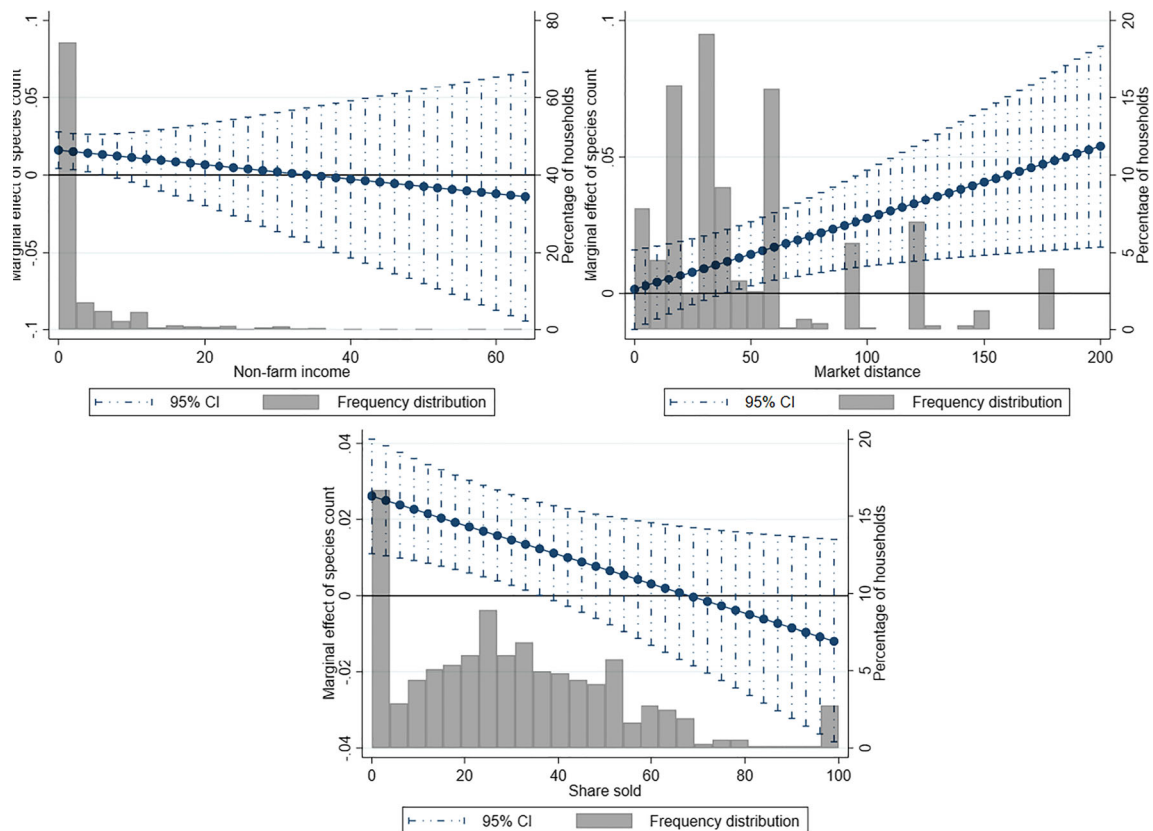 .1
.05
0
.05
-.1
Marginal effect of species count
80
60
40
20
0
Percentage of households
0 20 40 60
Non-farm income
95% CI Frequency distribution
.1
.05
0
Marginal effect of species count
20
15
10
5
0
Percentage of households
0 50 100 150 200
Market distance
95% CI Frequency distribution
.04
.02
0
-.02
-.04
Marginal effect of species count
20
15
10
5
0
Percentage of households
0 20 40 60 80 100
Share sold
95% CI Frequency distribution